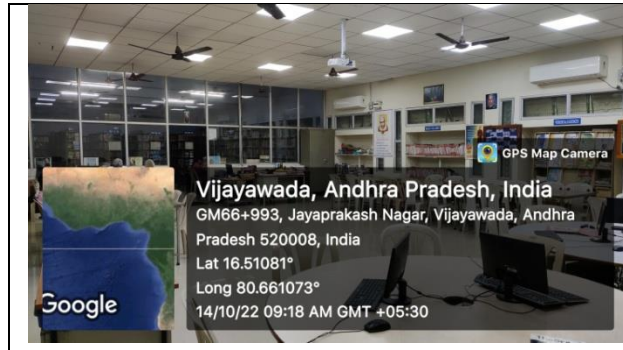 GPS Map Camera
Vijayawada, Andhra Pradesh, India
GM66+993, Jayaprakash Nagar, Vijayawada, Andhra
Pradesh 520008, India
Lat 16.51081°
Long 80.661073°
14/10/22 09:18 AM GMT +05:30
Google